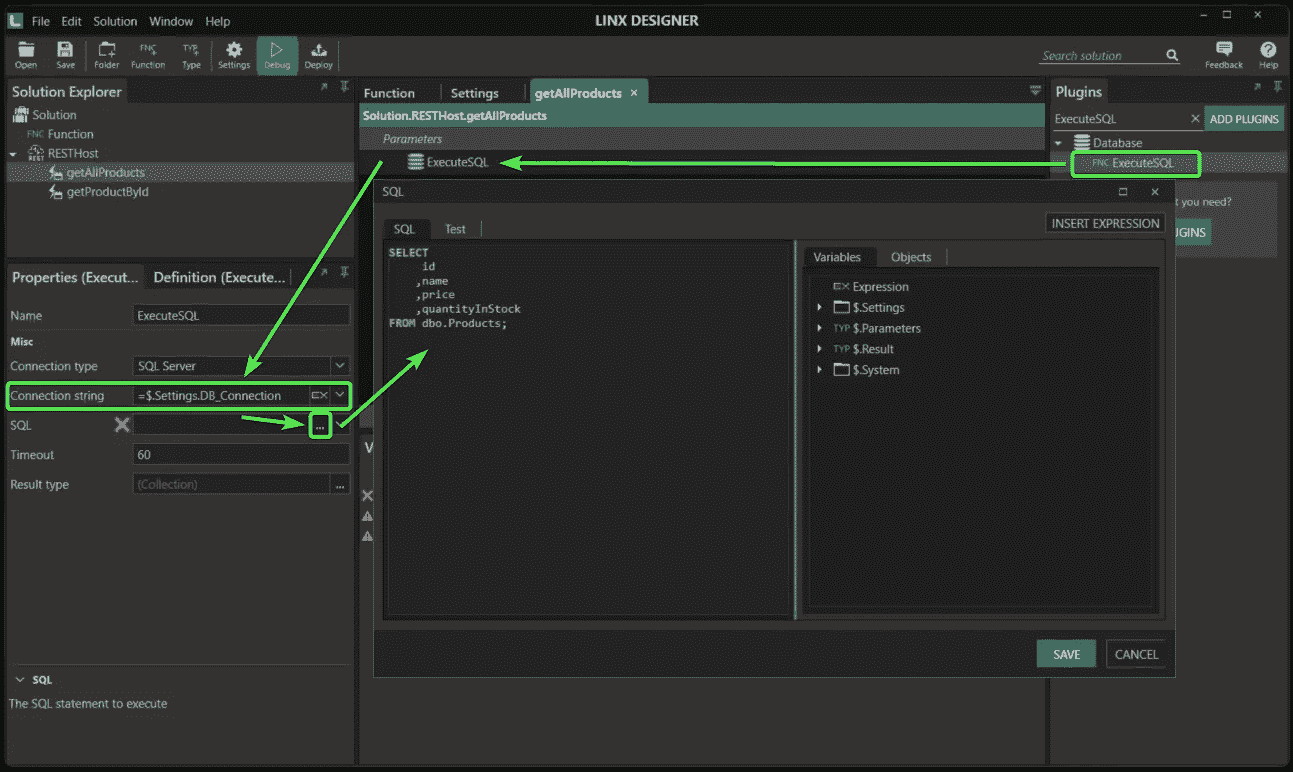 File Edit Solution Window Help
LINX DESIGNER
Open Save Folder Function Type Settings Debug Deploy
FNC
TYP
Search solution
Feedback Help
Solution Explorer
Solution
FNC Function
RESTHost
REST
getAllProducts
getProductById
Properties (Execut...
Definition (Execute...
Name ExecuteSQL
Misc
Connection type SQL Server
Connection string =$.Settings.DB_Connection
SQL ...
Timeout 60
Result type (Collection) ...
SQL
The SQL statement to execute
Function Settings getAllProducts
Solution.RESTHost.getAllProducts
Parameters
ExecuteSQL
SQL
SQL Test
INSERT EXPRESSION
SELECT
id
,name
,price
,quantityInStock
FROM dbo.Products;
Variables Objects
Expression
$.Settings
TYP $.Parameters
TYP $.Result
$.System
SAVE CANCEL
Plugins
ExecuteSQL
ADD PLUGINS
Database
FNC ExecuteSQL
t you need?